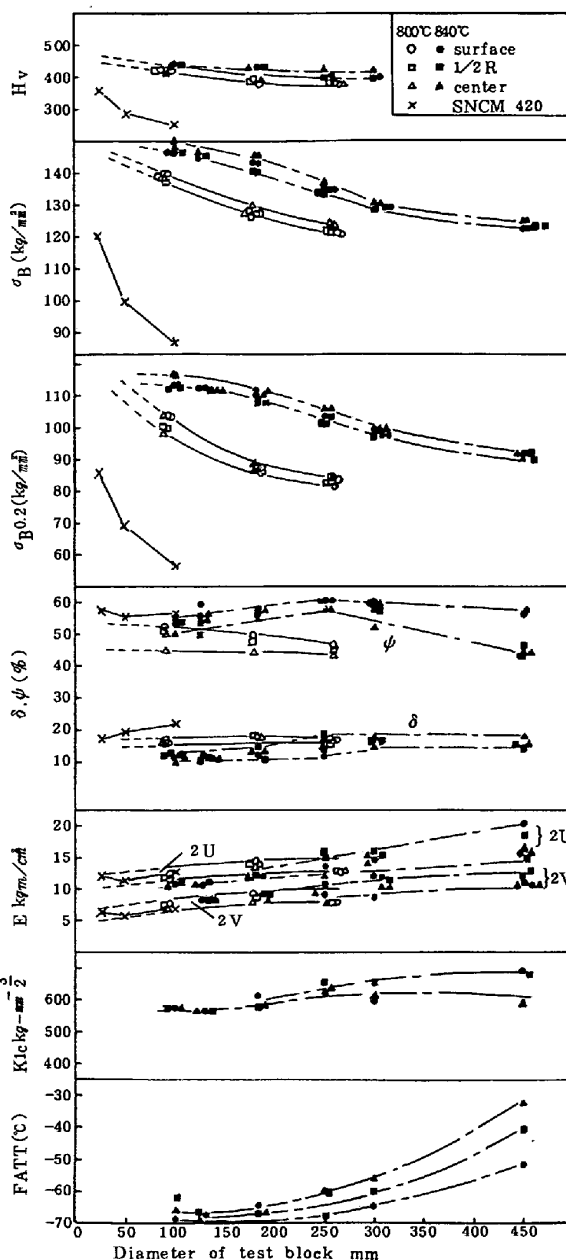 800℃ 840℃
○ ● surface
□ ■ 1/2R
△ ▲ center
× SNCM 420
Hv
500
400
300
σB (kg/mm²)
140
130
120
110
100
90
σB0.2 (kg/mm²)
110
100
90
80
70
60
δ.ψ (%)
60
50
40
30
20
10
ψ
δ
E kgm/cm²
20
15
10
5
2U
2V
}2U
}2V
K1c kg-mm⁻³⁄²
600
500
400
FATT(℃)
-30
-40
-50
-60
-70
0 50 100 150 200 250 300 350 400 450
Diameter of test block mm